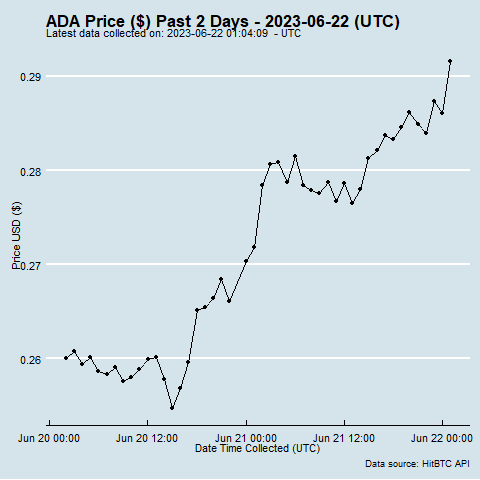 ADA Price ($) Past 2 Days - 2023-06-22 (UTC)
Latest data collected on: 2023-06-22 01:04:09 - UTC
0.29
0.28
0.27
0.26
Price USD ($)
Jun 20 00:00 Jun 20 12:00 Jun 21 00:00 Jun 21 12:00 Jun 22 00:00
Date Time Collected (UTC)
Data source: HitBTC API